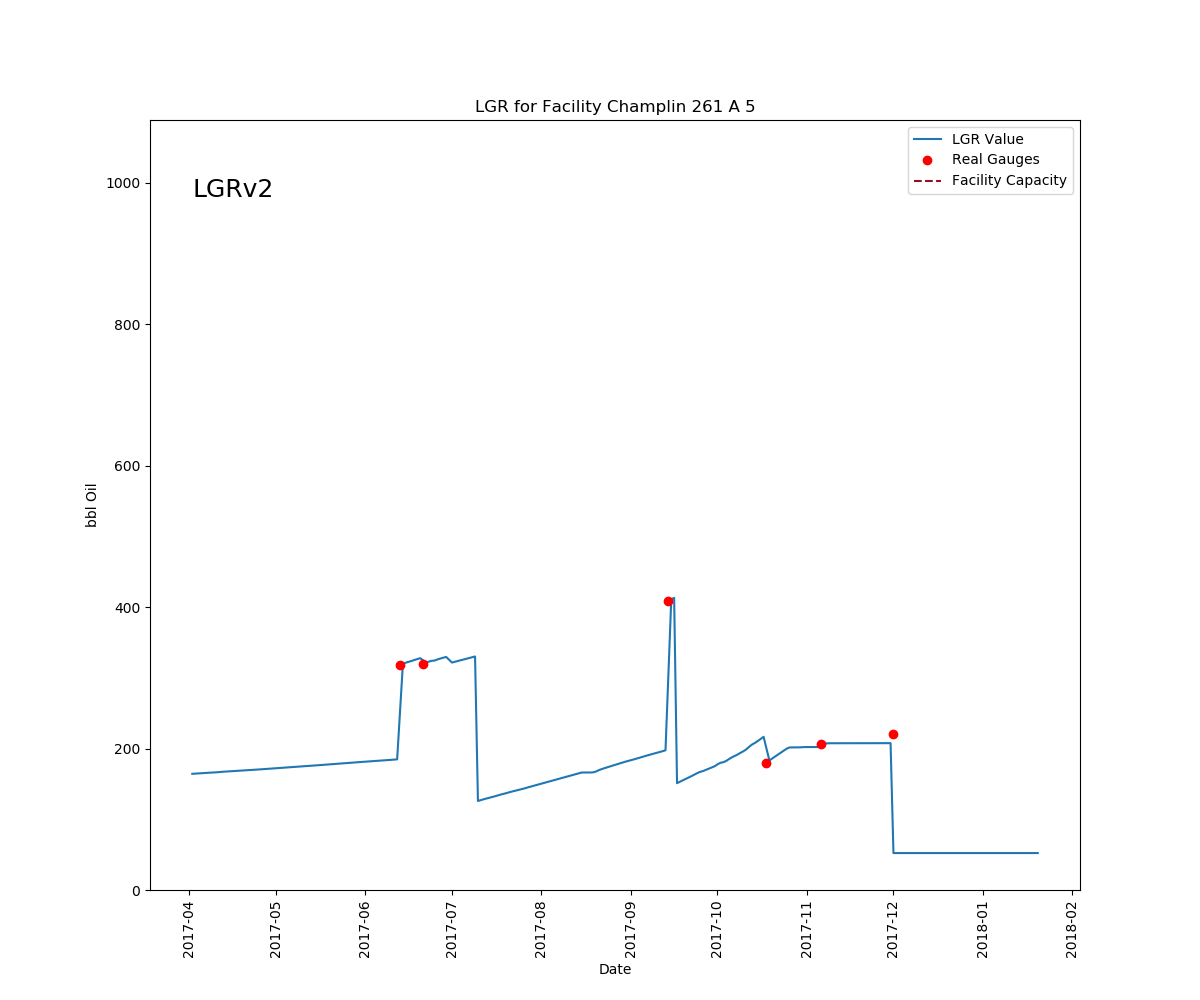 LGR for Facility Champlin 261 A 5
LGR Value
Real Gauges
Facility Capacity
LGRv2
bbl Oil
1000
800
600
400
200
0
2017-04
2017-05
2017-06
2017-07
2017-08
2017-09
2017-10
2017-11
2017-12
2018-01
2018-02
Date